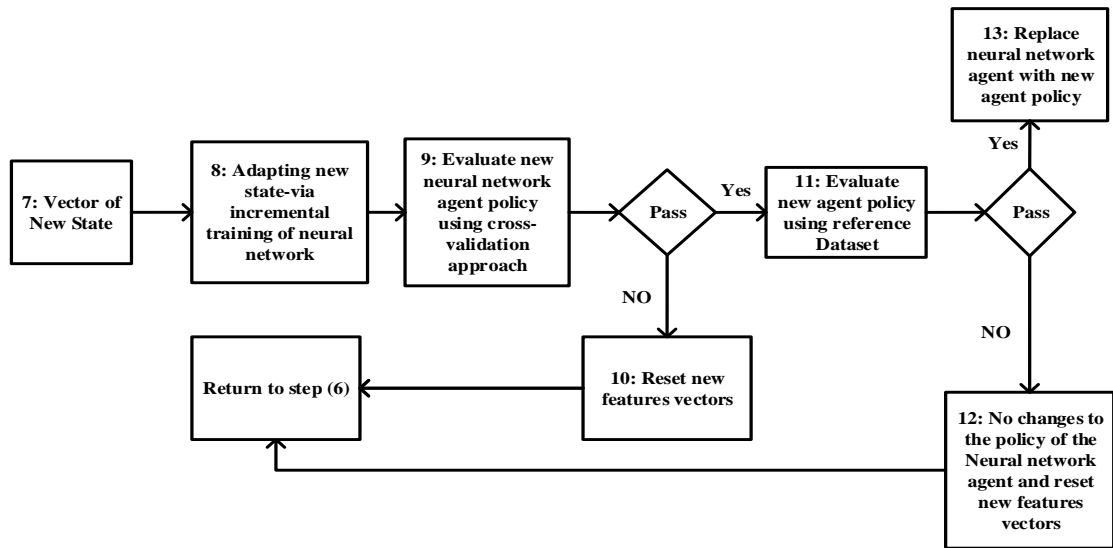 7: Vector of
New State
8: Adapting new
state-via
incremental
training of neural
network
9: Evaluate new
neural network
agent policy
using cross-
validation
approach
Pass
Yes
NO
10: Reset new
features vectors
Return to step (6)
11: Evaluate
new agent policy
using reference
Dataset
Pass
Yes
13: Replace
neural network
agent with new
agent policy
NO
12: No changes to
the policy of the
Neural network
agent and reset
new features
vectors